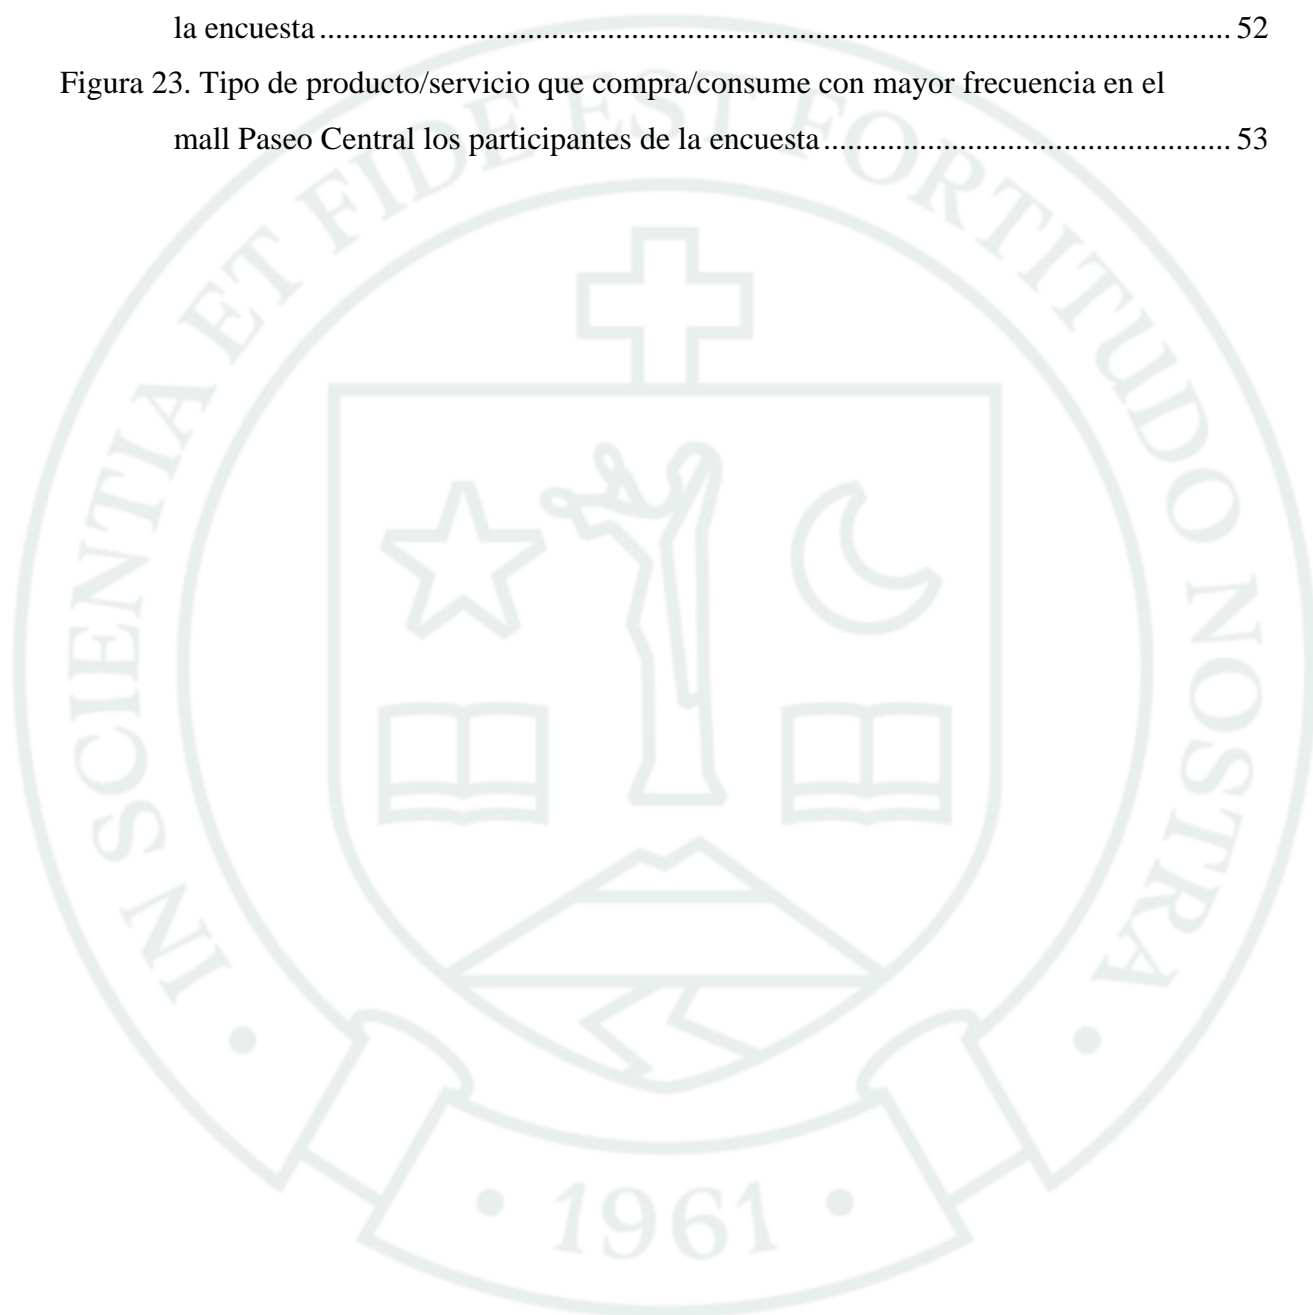 la encuesta ........................................................................................................................ 52
Figura 23. Tipo de producto/servicio que compra/consume con mayor frecuencia en el
mall Paseo Central los participantes de la encuesta ..................................................... 53
IN SCIENTIA ET FIDE EST FORTITUDO NOSTRA
• 1961 •